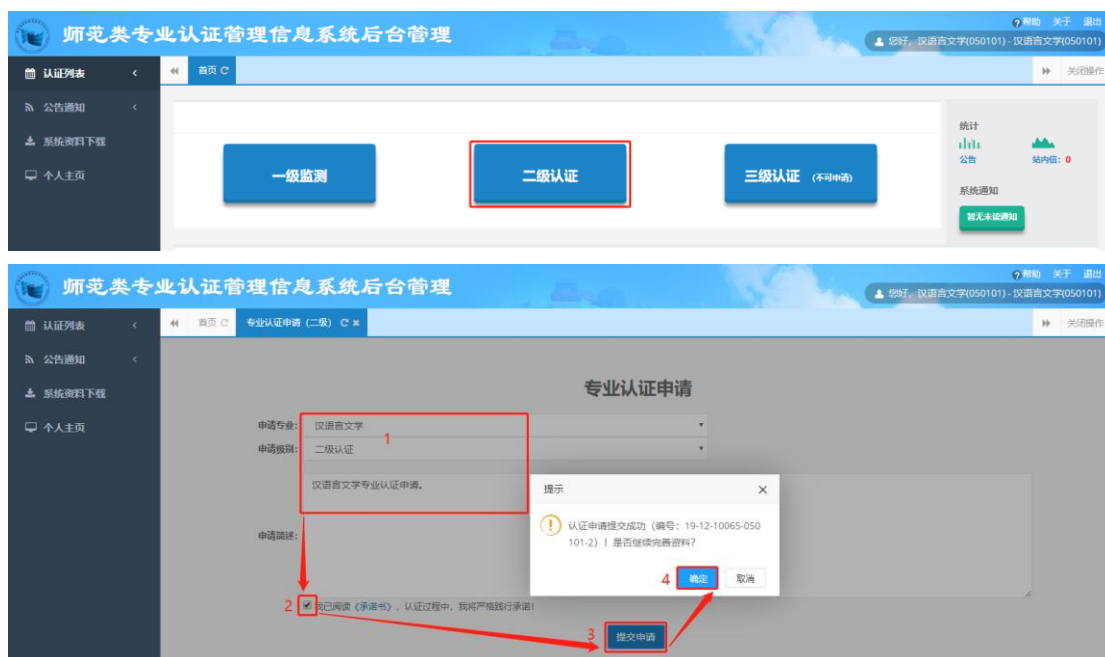 师范类专业认证管理信息系统后台管理
帮助 关于 退出
您好，汉语言文学(050101) - 汉语言文学(050101)
认证列表
首页
关闭操作
公告通知
系统资料下载
个人主页
一级监测
二级认证
三级认证 (不可申请)
统计
公告
站内信: 0
系统通知
暂无未读通知
师范类专业认证管理信息系统后台管理
帮助 关于 退出
您好，汉语言文学(050101) - 汉语言文学(050101)
认证列表
首页 专业认证申请（二级）
关闭操作
公告通知
系统资料下载
个人主页
专业认证申请
申请专业: 汉语言文学
1
申请级别: 二级认证
汉语言文学专业认证申请。
申请简述:
提示
认证申请提交成功（编号：19-12-10065-050
101-2）！是否继续完善资料？
4 确定 取消
2 我已阅读《承诺书》，认证过程中，我将严格践行承诺！
3 提交申请